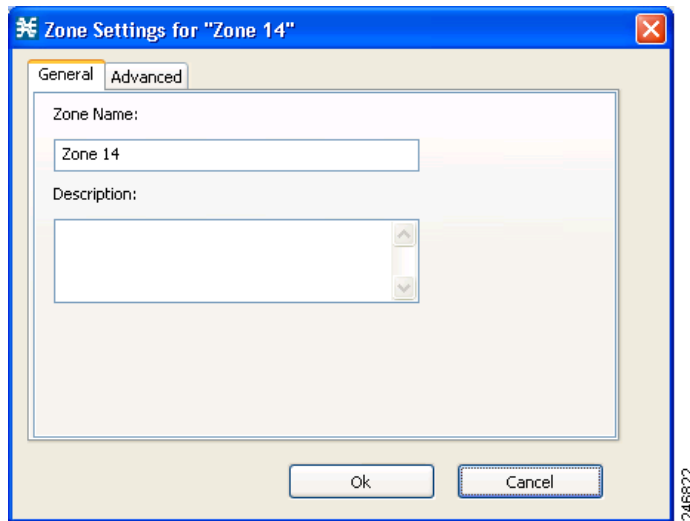 Zone Settings for "Zone 14"
General Advanced
Zone Name:
Zone 14
Description:
Ok Cancel
246822